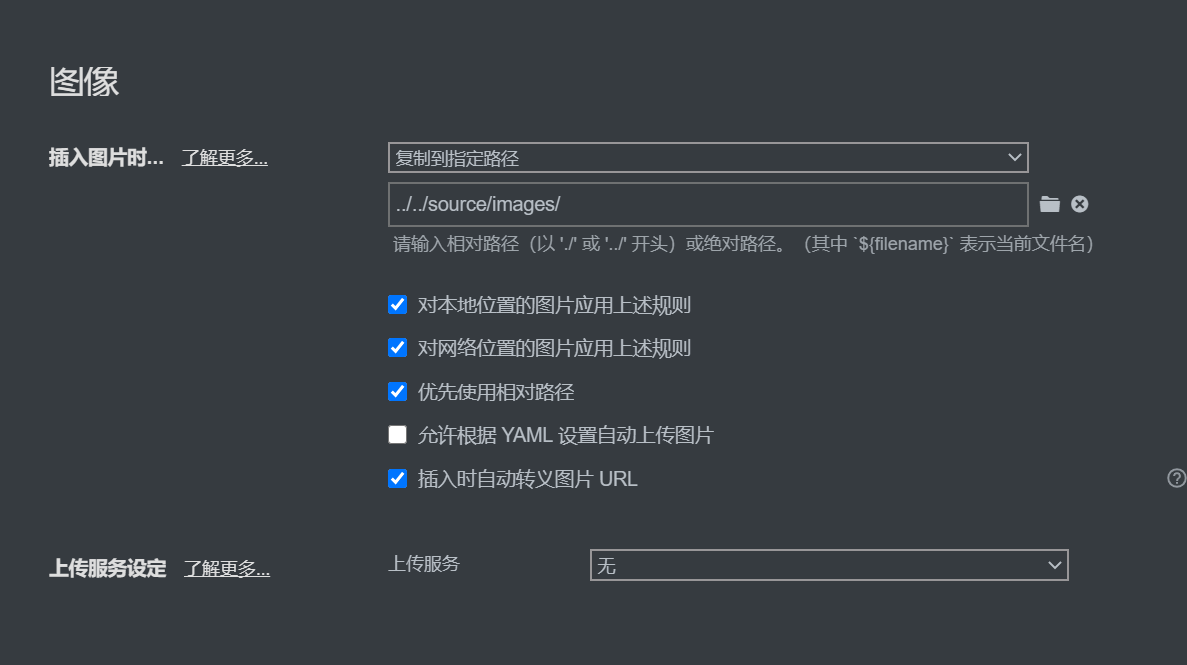 图像
插入图片时... 了解更多...
复制到指定路径
../../source/images/
请输入相对路径（以 './' 或 '../' 开头）或绝对路径。（其中 `${filename}` 表示当前文件名）
对本地位置的图片应用上述规则
对网络位置的图片应用上述规则
优先使用相对路径
允许根据 YAML 设置自动上传图片
插入时自动转义图片 URL
上传服务设定 了解更多... 上传服务 无